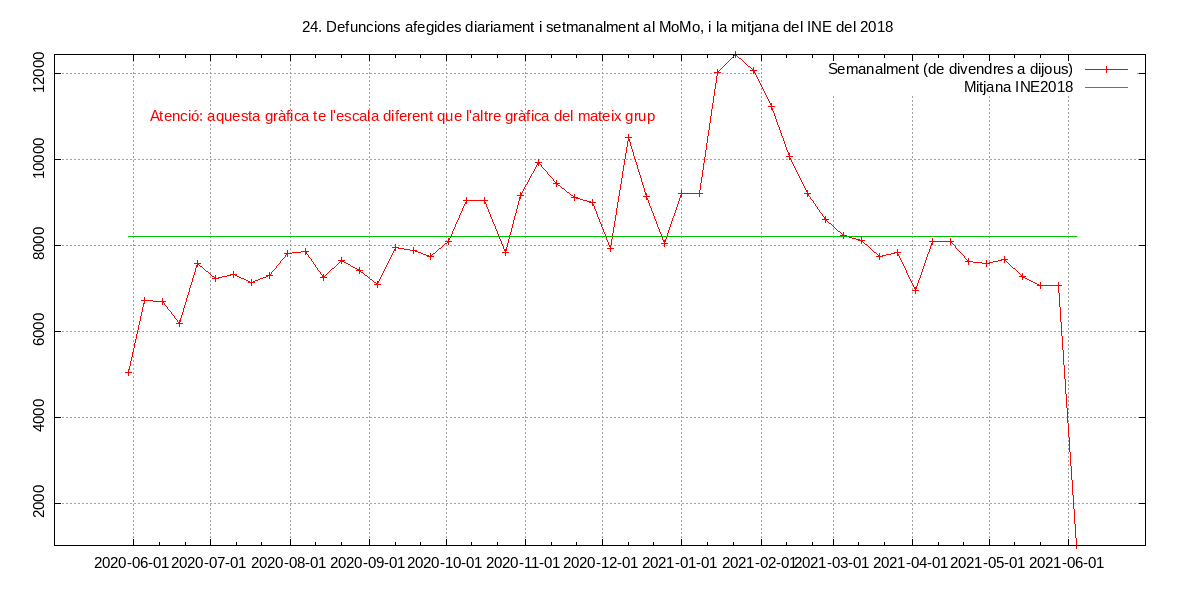 24. Defuncions afegides diariament i setmanalment al MoMo, i la mitjana del INE del 2018
Semanalment (de divendres a dijous)
Mitjana INE2018
Atenció: aquesta gràfica te l'escala diferent que l'altre gràfica del mateix grup
12000
10000
8000
6000
4000
2000
2020-06-01 2020-07-01 2020-08-01 2020-09-01 2020-10-01 2020-11-01 2020-12-01 2021-01-01 2021-02-01 2021-03-01 2021-04-01 2021-05-01 2021-06-01